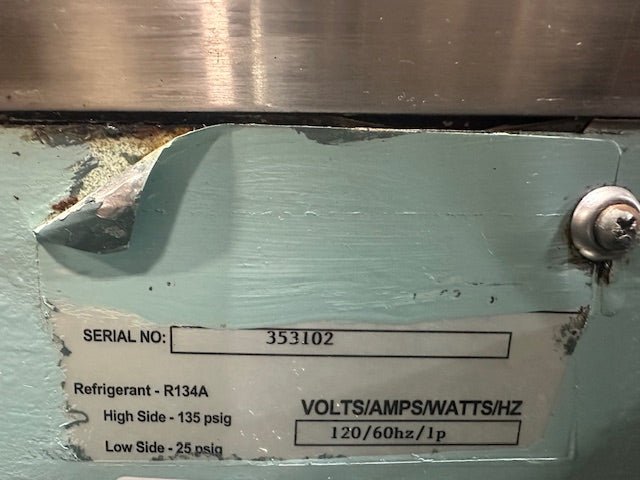 SERIAL NO: 353102
Refrigerant - R134A
High Side - 135 psig
VOLTS/AMPS/WATTS/HZ
Low Side - 25 psig
120/60hz/1p